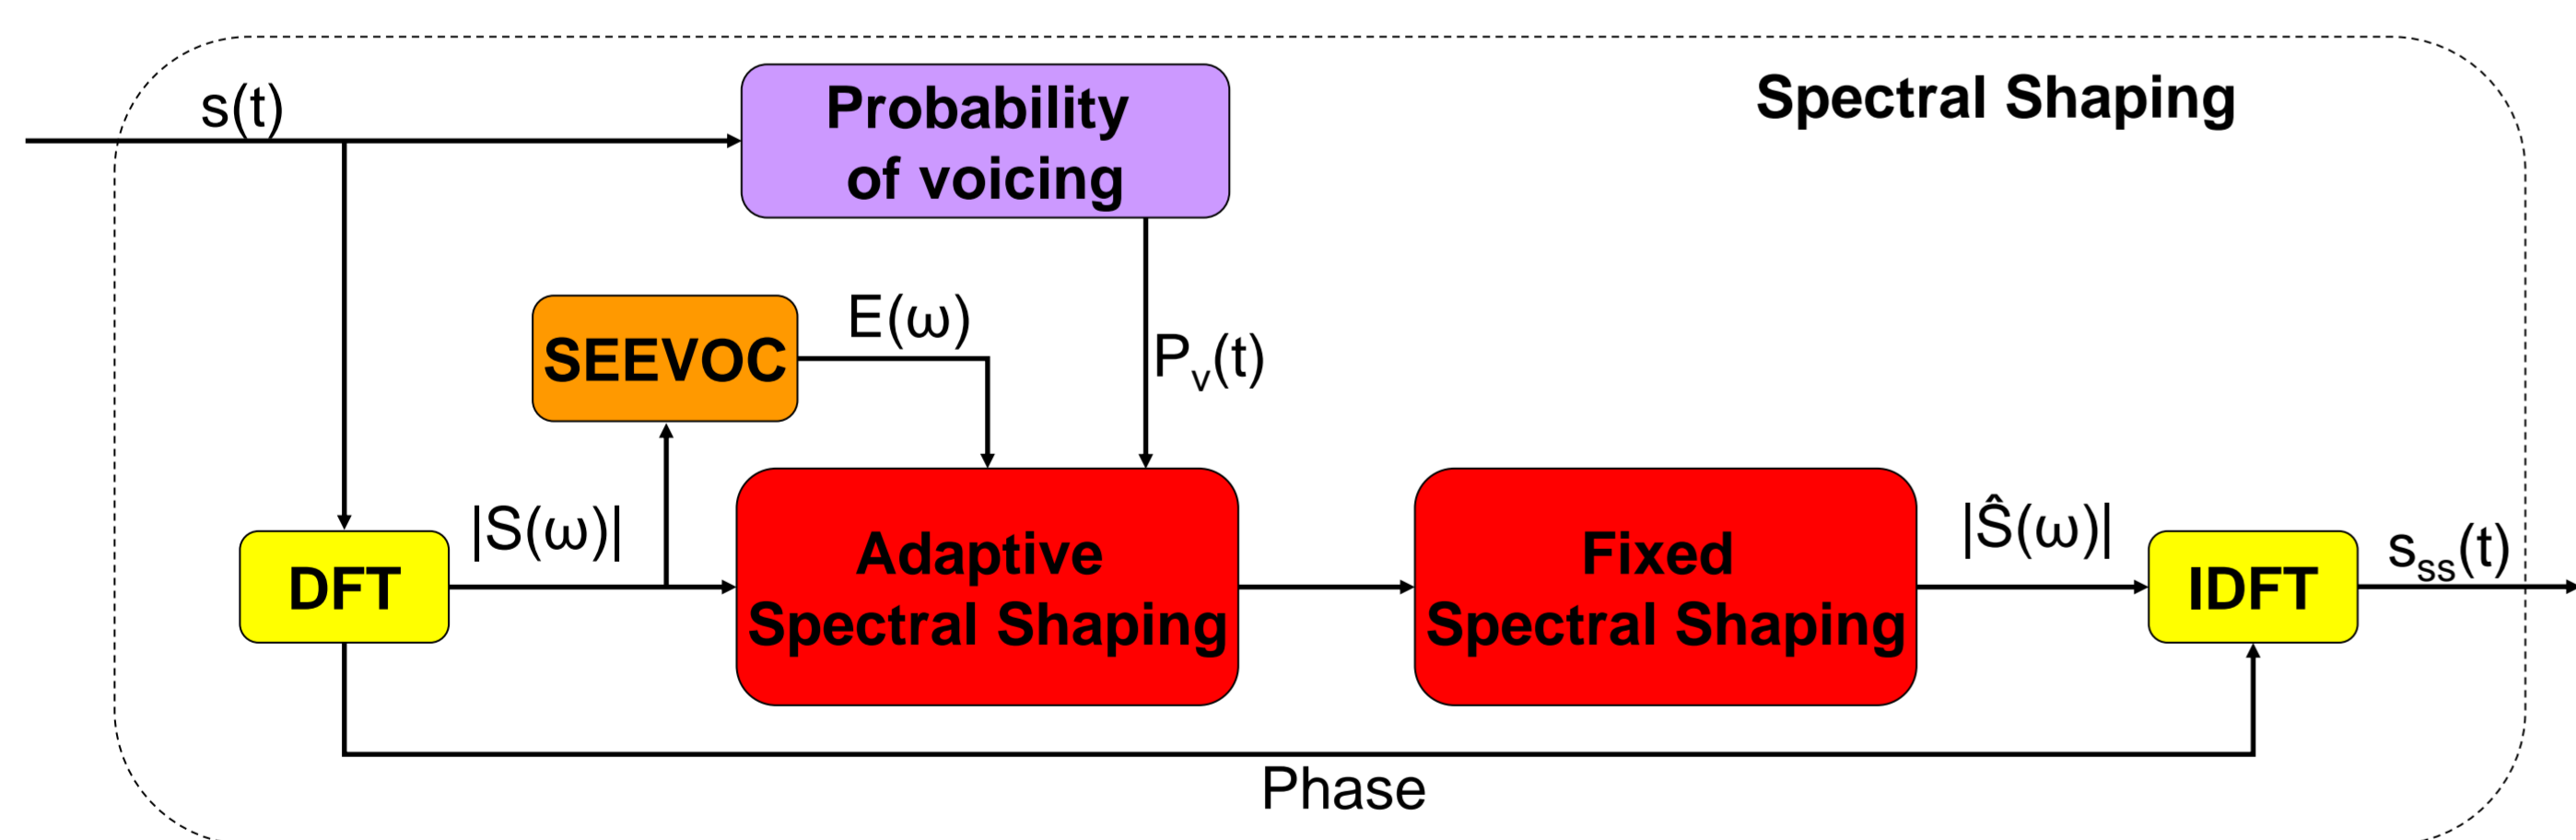 Spectral Shaping
s(t)
Probability
of voicing
SEEVOC
E(ω)
Pv(t)
DFT
|S(ω)|
Adaptive
Spectral Shaping
Fixed
Spectral Shaping
|Ŝ(ω)|
IDFT
sss(t)
Phase